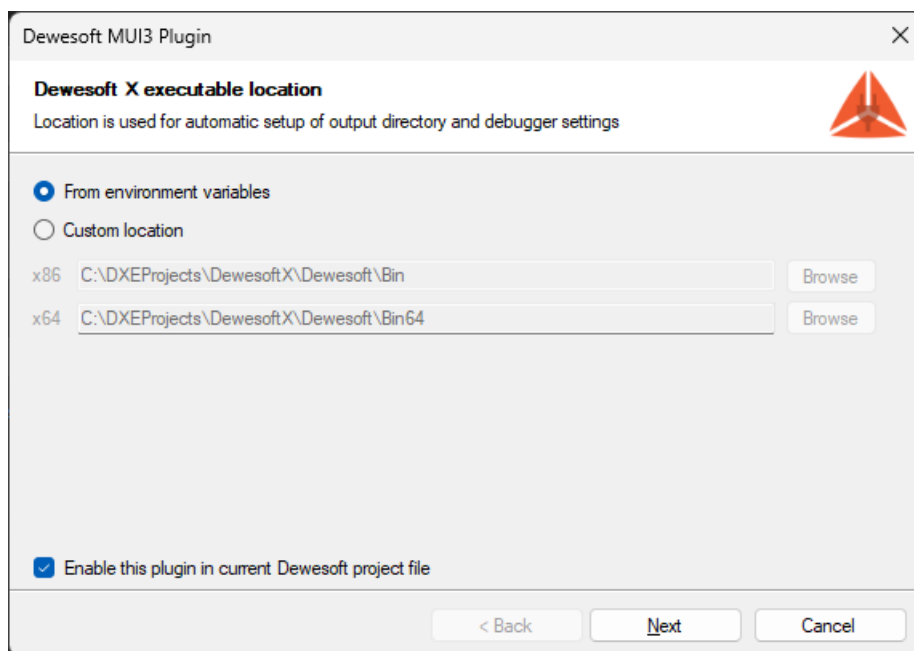 Dewesoft MUI3 Plugin
Dewesoft X executable location
Location is used for automatic setup of output directory and debugger settings
From environment variables
Custom location
x86 C:\DXEProjects\DewesoftX\Dewesoft\Bin Browse
x64 C:\DXEProjects\DewesoftX\Dewesoft\Bin64 Browse
Enable this plugin in current Dewesoft project file
< Back Next Cancel